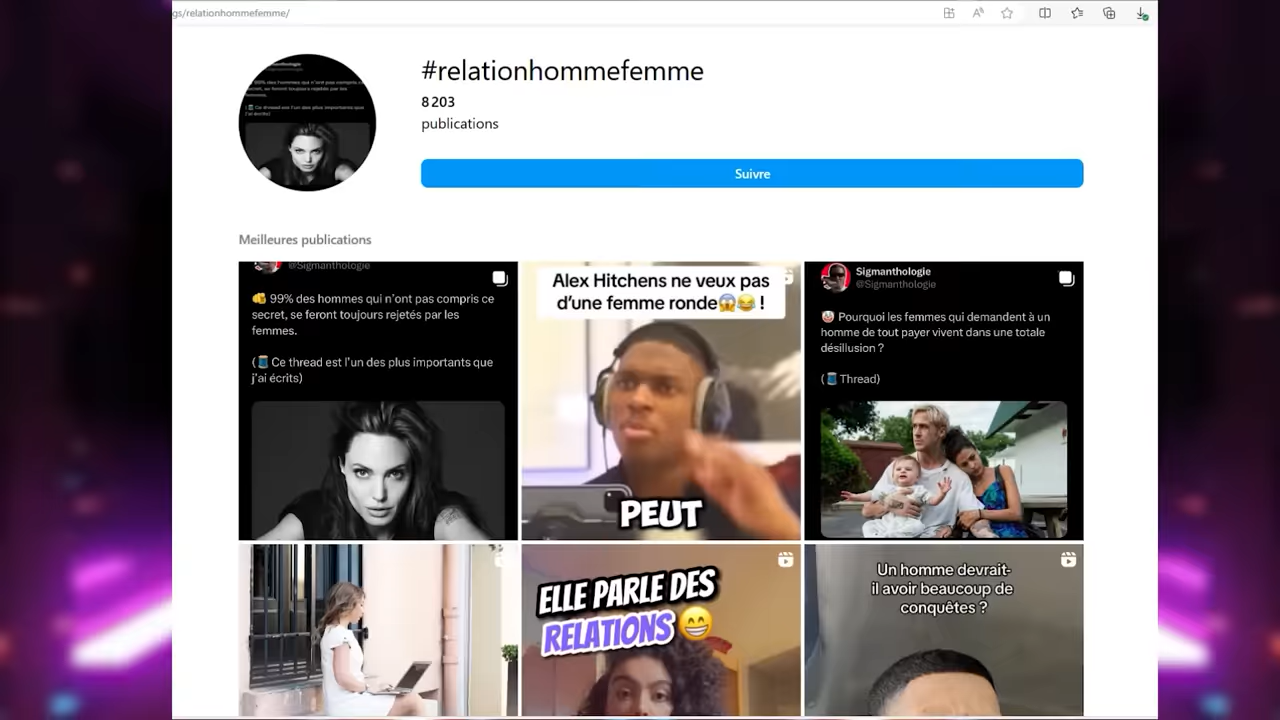 gs/relationhommefemme/
#relationhommefemme
8 203
publications
Suivre
Meilleures publications
@Sigmanthologie
99% des hommes qui n'ont pas compris ce
secret, se feront toujours rejetés par les
femmes.
(🧵 Ce thread est l'un des plus importants que
j'ai écrits)
Alex Hitchens ne veux pas
d'une femme ronde😱😂 !
PEUT
Sigmanthologie
@Sigmanthologie
🤡 Pourquoi les femmes qui demandent à un
homme de tout payer vivent dans une totale
désillusion ?
(🧵 Thread)
ELLE PARLE DES
RELATIONS 😁
Un homme devrait-
il avoir beaucoup de
conquêtes ?